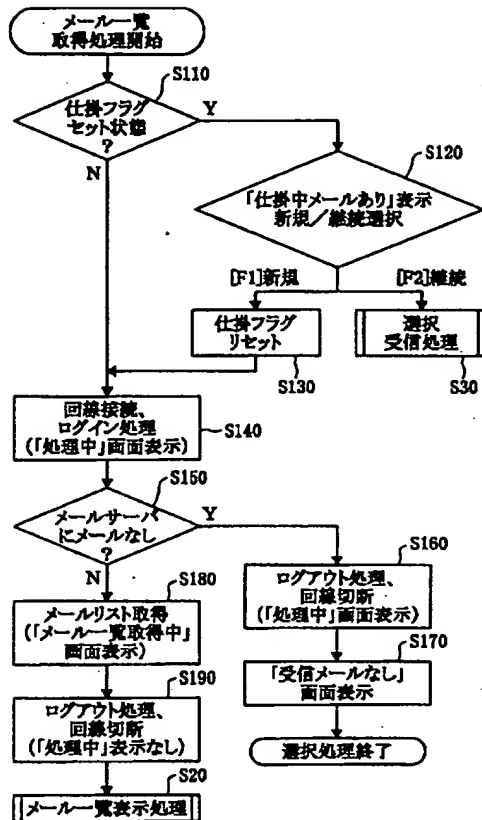 メール一覧
取得処理開始
S110
仕掛フラグ
セット状態
?
Y
N
S120
「仕掛中メールあり」表示
新規/継続選択
[F1]新規
[F2]継続
仕掛フラグ
リセット
S130
選択
受信処理
S30
回線接続、
ログイン処理
(「処理中」画面表示)
S140
S150
メールサーバ
にメールなし
?
Y
N
S160
ログアウト処理、
回線切断
(「処理中」画面表示)
S170
「受信メールなし」
画面表示
選択処理終了
S180
メールリスト取得
(「メール一覧取得中」
画面表示)
S190
ログアウト処理、
回線切断
(「処理中」表示なし)
S20
メール一覧表示処理